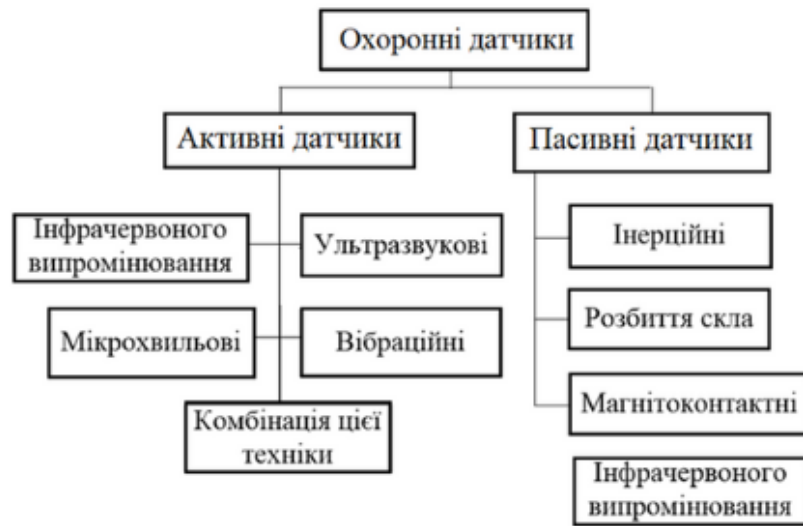 Охоронні датчики
Активні датчики
Пасивні датчики
Інфрачервоного
випромінювання
Ультразвукові
Інерційні
Мікрохвильові
Вібраційні
Розбиття скла
Комбінація цієї
техніки
Магнітоконтактні
Інфрачервоного
випромінювання